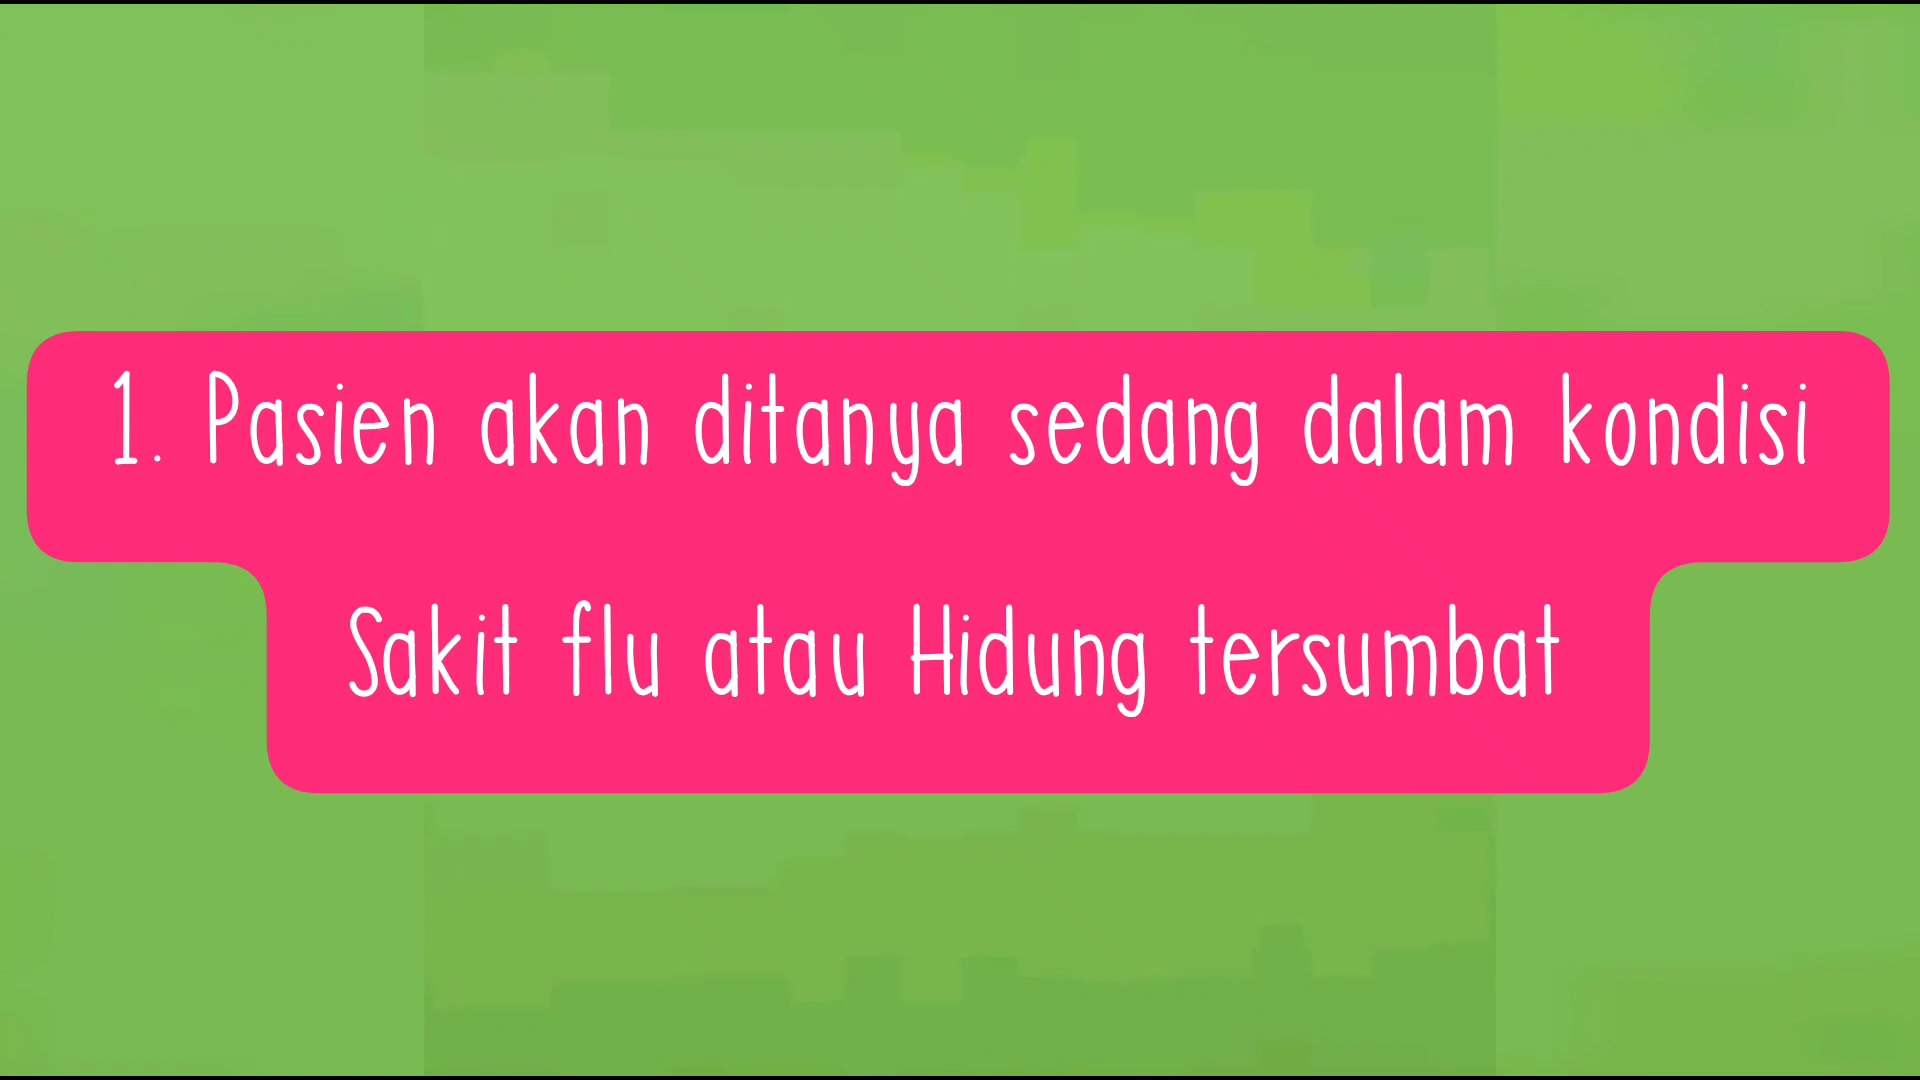 1. Pasien akan ditanya sedang dalam kondisi
Sakit flu atau Hidung tersumbat